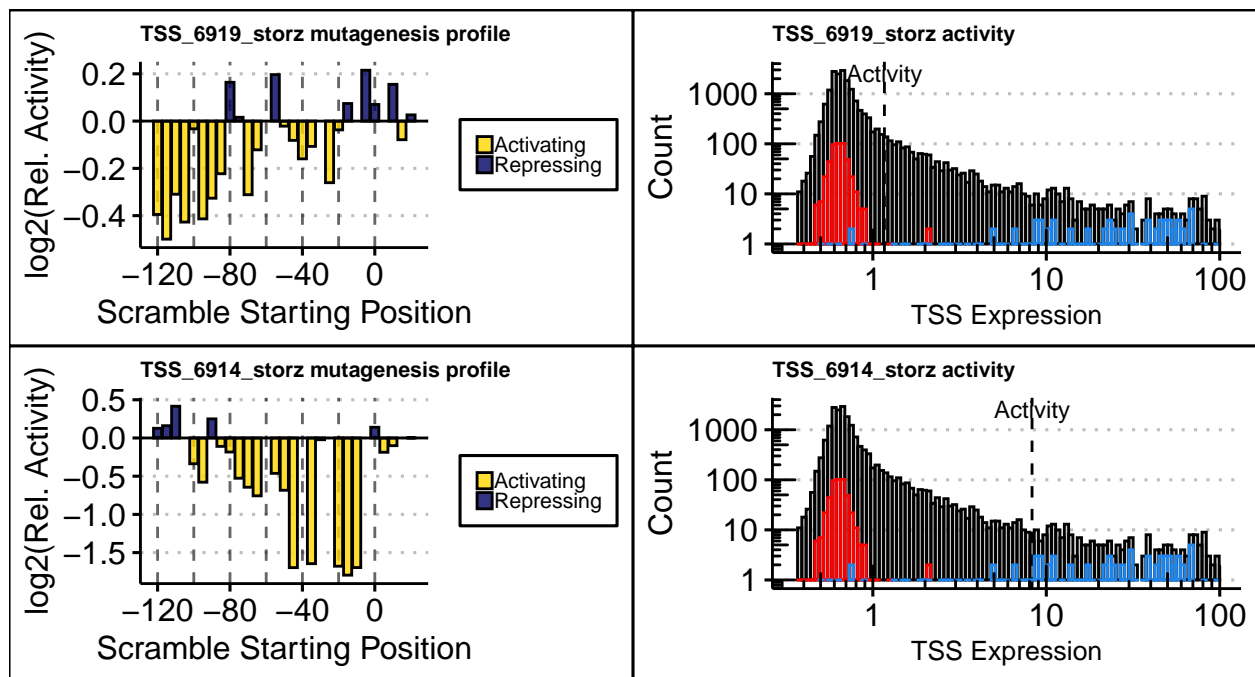 TSS_6919_storz mutagenesis profile
log2(Rel. Activity)
0.2
0.0
−0.2
−0.4
−120
−80
−40
0
Scramble Starting Position
Activating
Repressing
TSS_6919_storz activity
Activity
Count
1000
100
10
1
1
10
100
TSS Expression
TSS_6914_storz mutagenesis profile
log2(Rel. Activity)
0.5
0.0
−0.5
−1.0
−1.5
−120
−80
−40
0
Scramble Starting Position
Activating
Repressing
TSS_6914_storz activity
Activity
Count
1000
100
10
1
1
10
100
TSS Expression